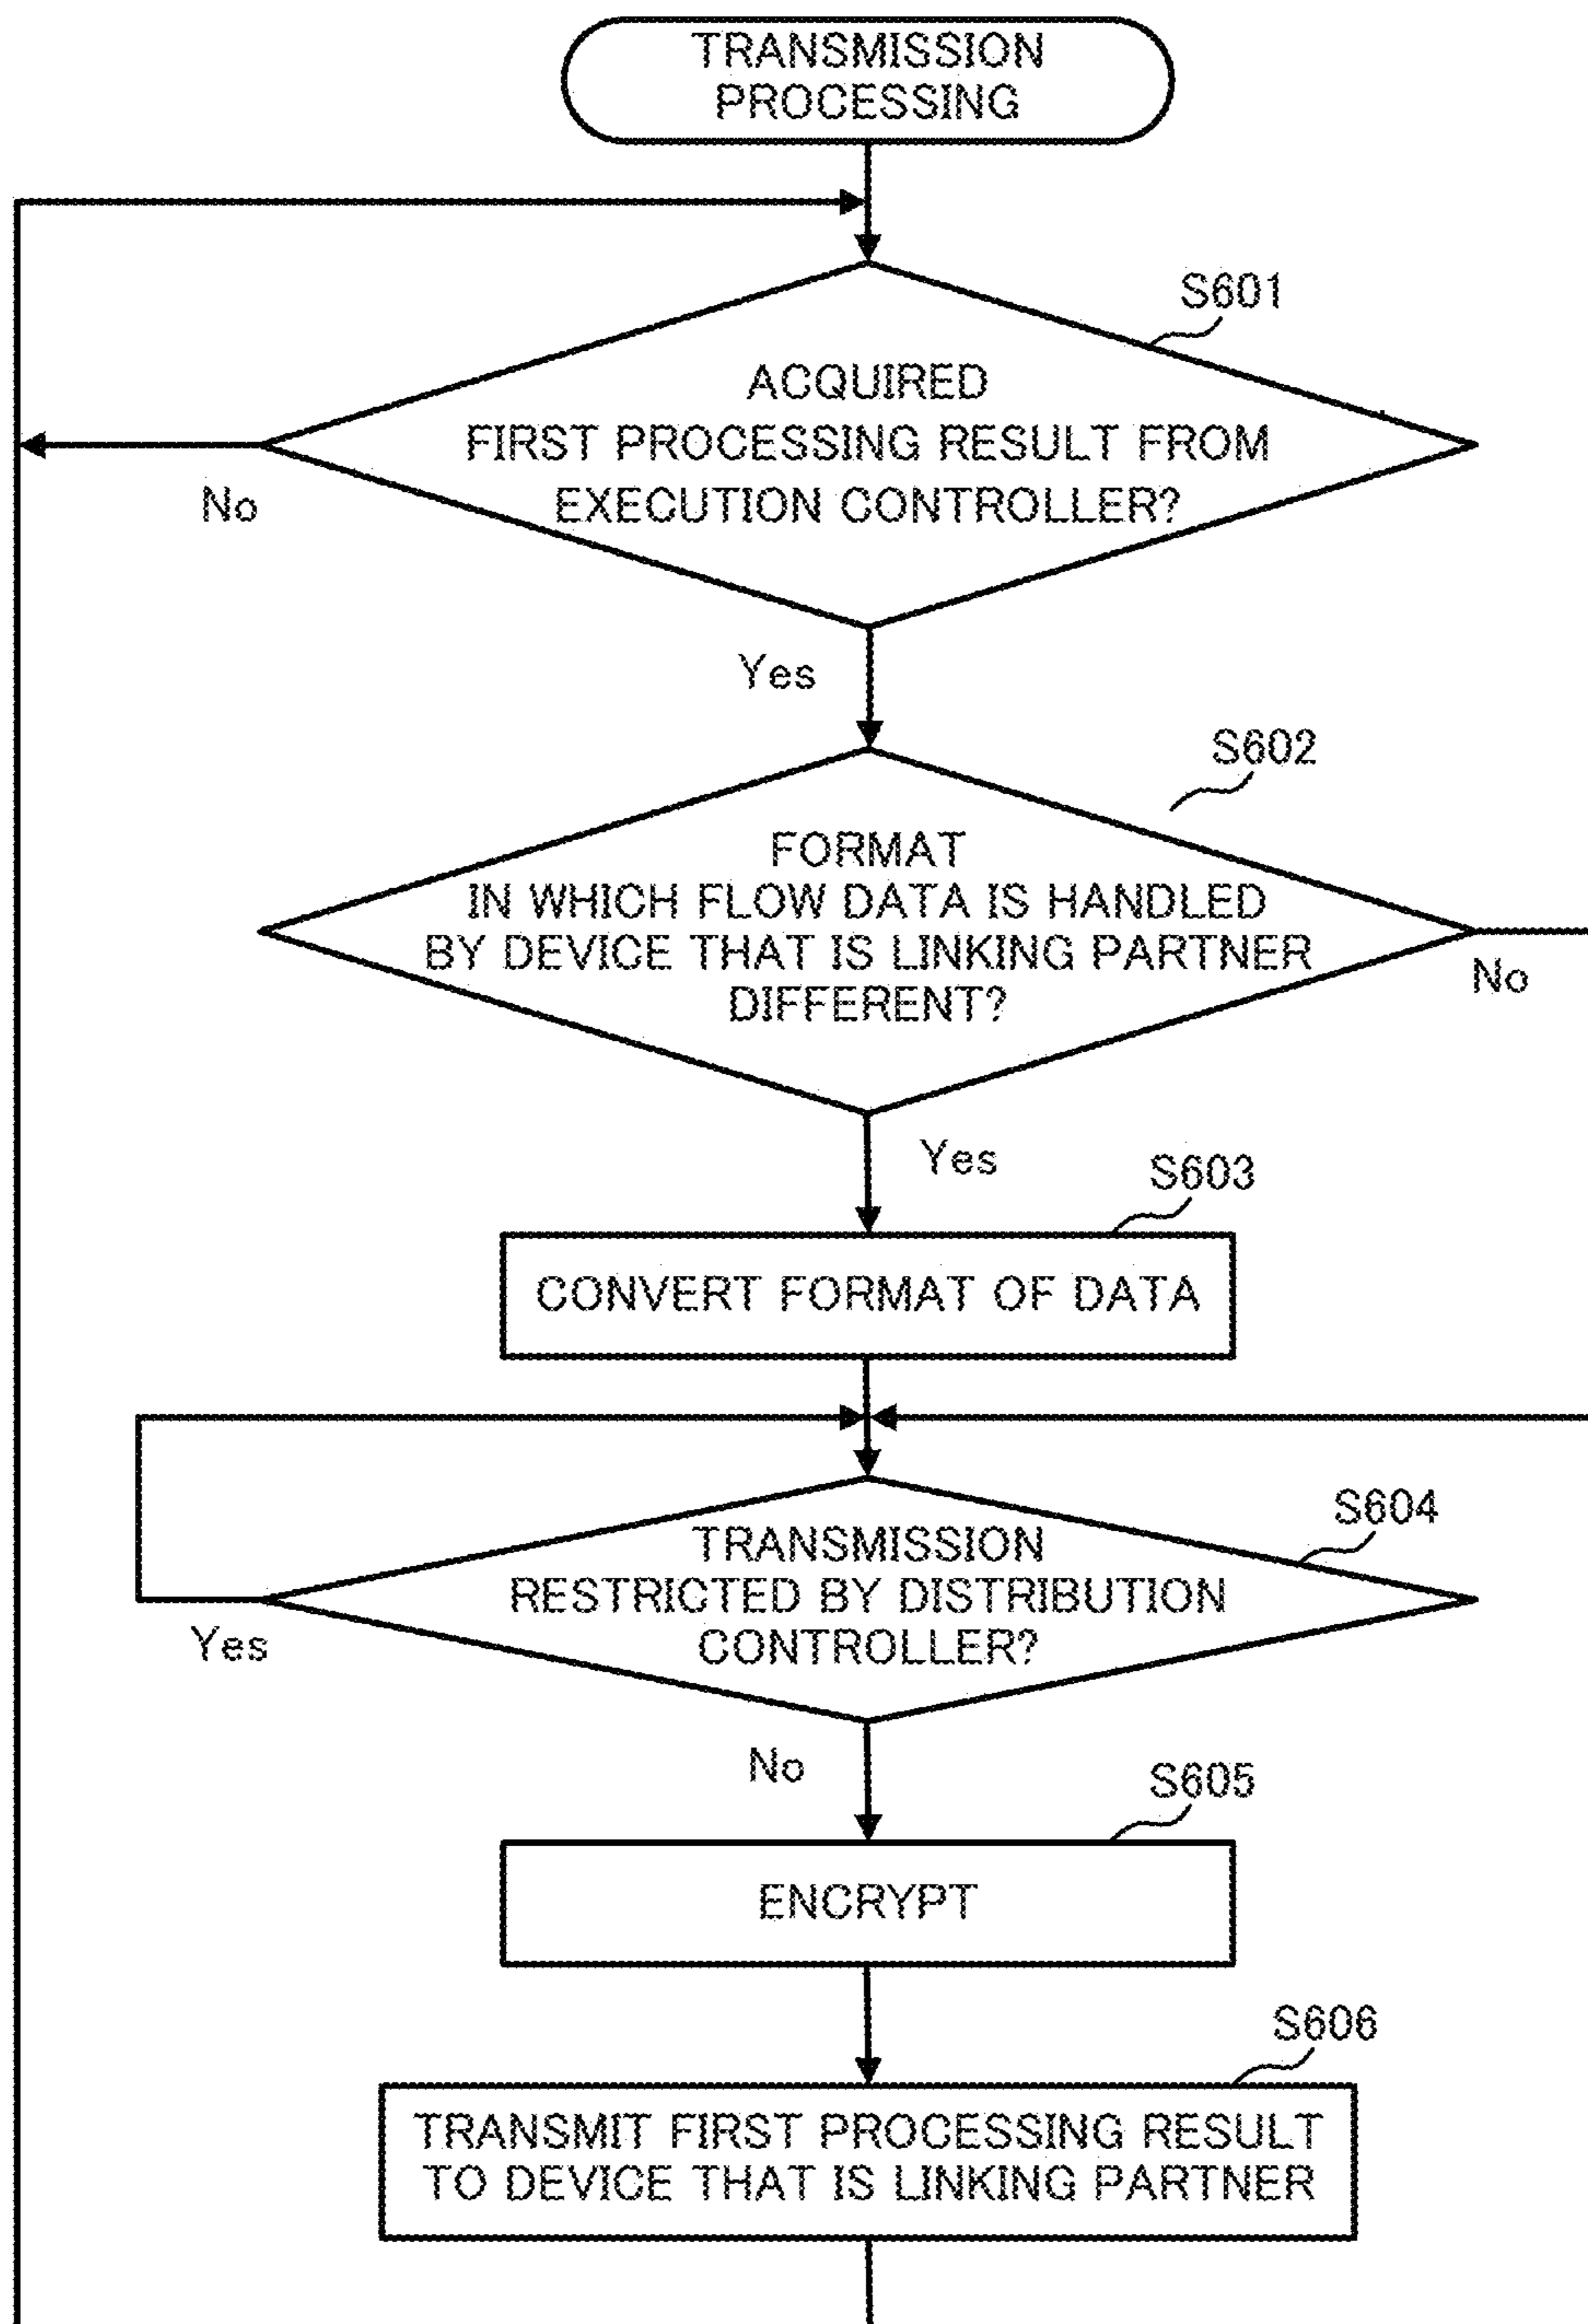 TRANSMISSION
PROCESSING
S601
ACQUIRED
FIRST PROCESSING RESULT FROM
EXECUTION CONTROLLER?
No
Yes
S602
FORMAT
IN WHICH FLOW DATA IS HANDLED
BY DEVICE THAT IS LINKING PARTNER
DIFFERENT?
No
Yes
S603
CONVERT FORMAT OF DATA
S604
TRANSMISSION
RESTRICTED BY DISTRIBUTION
CONTROLLER?
Yes
No
S605
ENCRYPT
S606
TRANSMIT FIRST PROCESSING RESULT
TO DEVICE THAT IS LINKING PARTNER